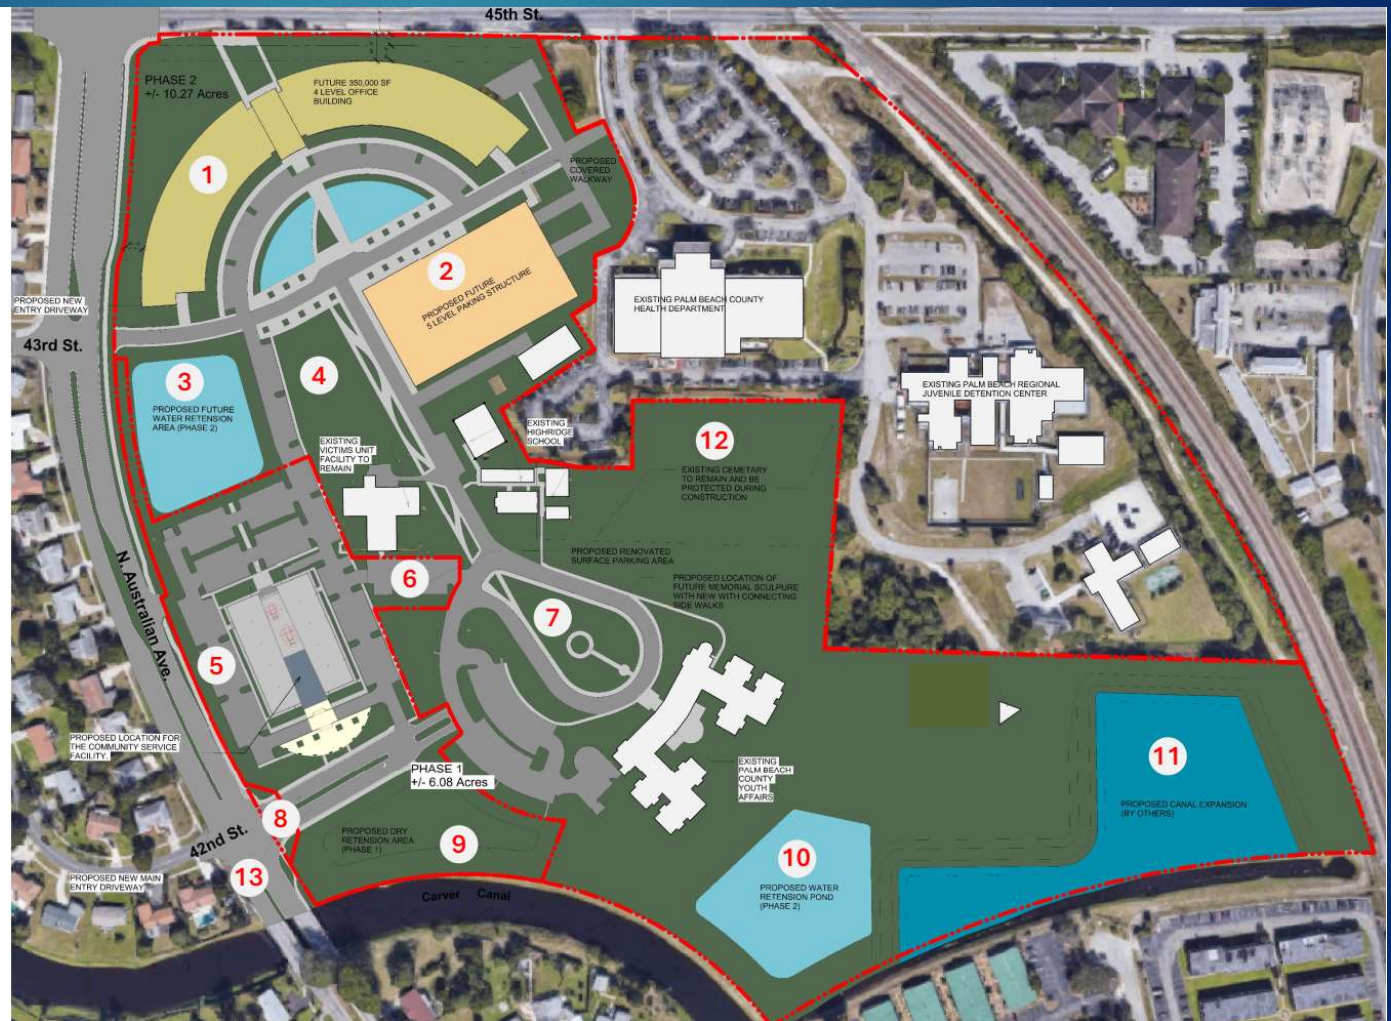 45th St.
PHASE 2
+/- 10.27 Acres
FUTURE 350,000 SF
4 LEVEL OFFICE
BUILDING
1
PROPOSED
COVERED
WALKWAY
2
PROPOSED FUTURE
5 LEVEL PAKING STRUCTURE
EXISTING PALM BEACH COUNTY
HEALTH DEPARTMENT
PROPOSED NEW
ENTRY DRIVEWAY
43rd St.
3
PROPOSED FUTURE
WATER RETENSION
AREA (PHASE 2)
4
EXISTING PALM BEACH REGIONAL
JUVENILE DETENTION CENTER
EXISTING
HIGHRIDGE
SCHOOL
12
EXISTING CEMETARY
TO REMAIN AND BE
PROTECTED DURING
CONSTRUCTION
EXISTING
VICTIMS UNIT
FACILITY TO
REMAIN
N. Australian Ave.
6
PROPOSED RENOVATED
SURFACE PARKING AREA
PROPOSED LOCATION OF
FUTURE MEMORIAL SCULPURE
WITH NEW WITH CONNECTING
SIDE WALKS
7
5
PROPOSED LOCATION FOR
THE COMMUNITY SERVICE
FACILITY.
PHASE 1
+/- 6.08 Acres
EXISTING
PALM BEACH
COUNTY
YOUTH
AFFAIRS
11
PROPOSED CANAL EXPANSION
(BY OTHERS)
8
42nd St.
PROPOSED DRY
RETENSION AREA
(PHASE 1)
9
10
PROPOSED WATER
RETENSION POND
(PHASE 2)
13
PROPOSED NEW MAIN
ENTRY DRIVEWAY
Carver Canal